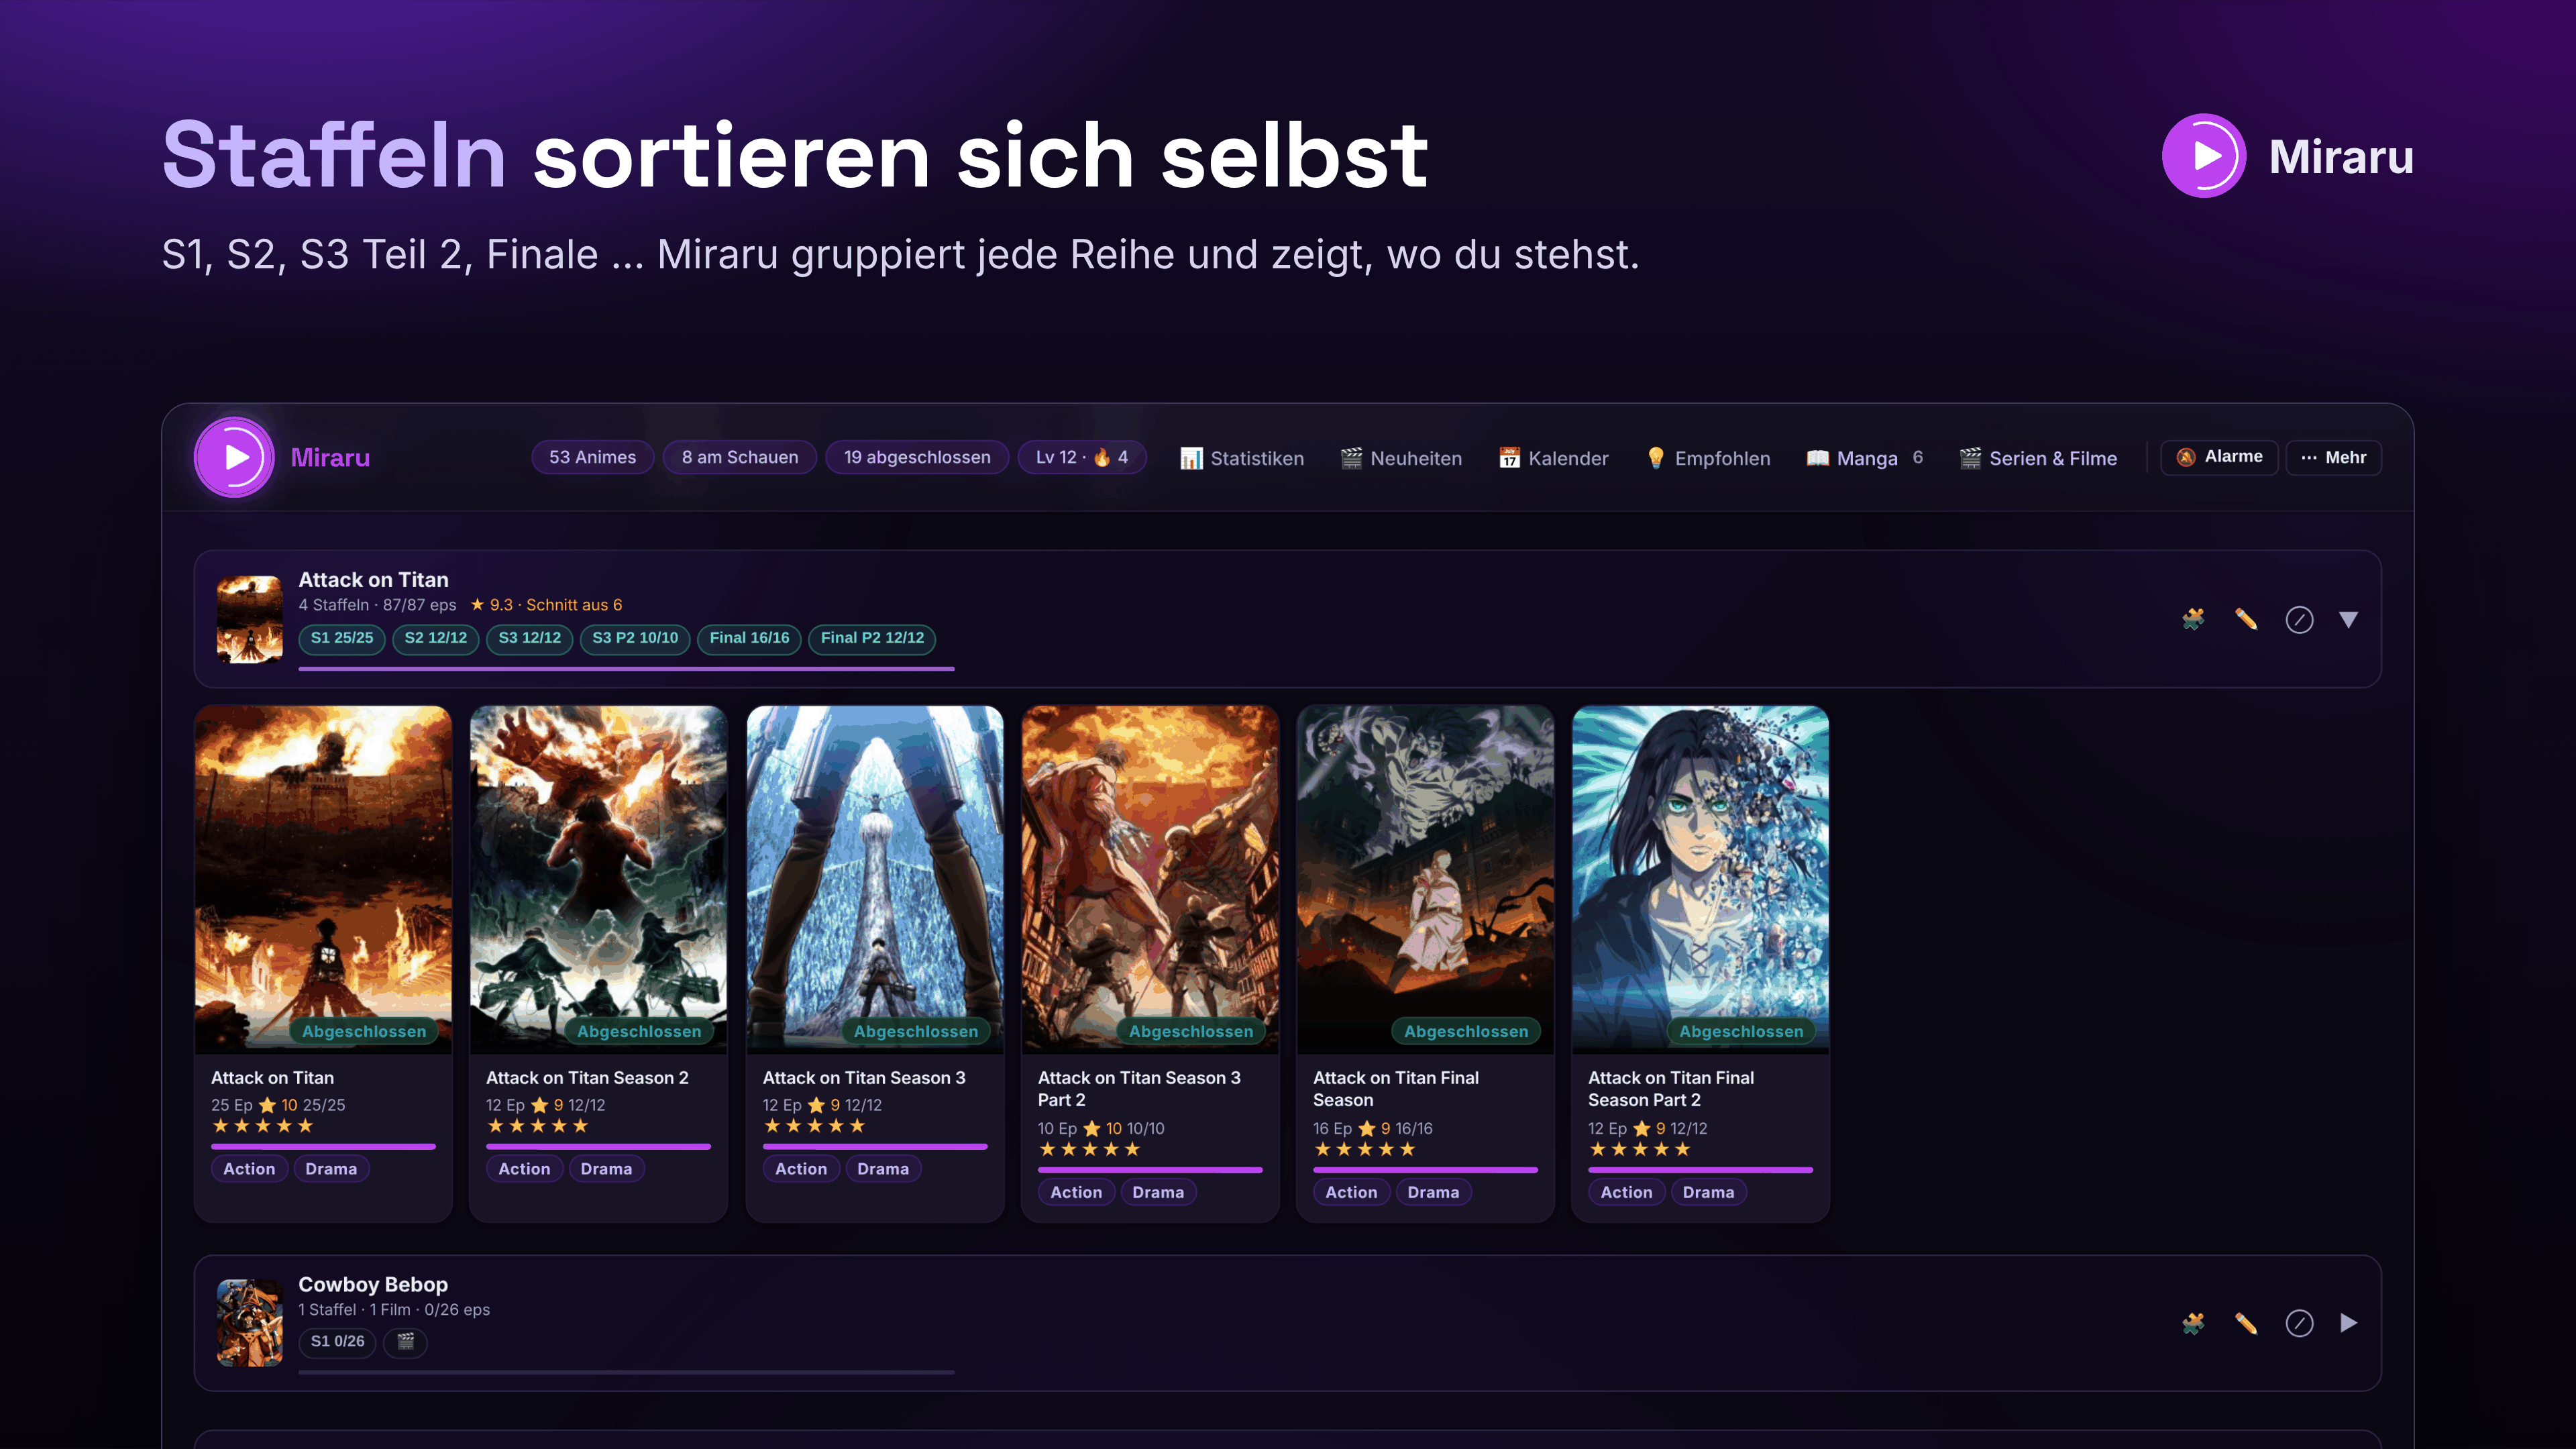 Staffeln sortieren sich selbst
Miraru
S1, S2, S3 Teil 2, Finale ... Miraru gruppiert jede Reihe und zeigt, wo du stehst.
Miraru
53 Animes
8 am Schauen
19 abgeschlossen
Lv 12 · 🔥 4
Statistiken
Neuheiten
Kalender
Empfohlen
Manga 6
Serien & Filme
Alarme
··· Mehr
Attack on Titan
4 Staffeln · 87/87 eps ★ 9.3 · Schnitt aus 6
S1 25/25
S2 12/12
S3 12/12
S3 P2 10/10
Final 16/16
Final P2 12/12
Abgeschlossen
Attack on Titan
25 Ep ⭐ 10 25/25
★★★★★
Action
Drama
Abgeschlossen
Attack on Titan Season 2
12 Ep ⭐ 9 12/12
★★★★★
Action
Drama
Abgeschlossen
Attack on Titan Season 3
12 Ep ⭐ 9 12/12
★★★★★
Action
Drama
Abgeschlossen
Attack on Titan Season 3
Part 2
10 Ep ⭐ 10 10/10
★★★★★
Action
Drama
Abgeschlossen
Attack on Titan Final
Season
16 Ep ⭐ 9 16/16
★★★★★
Action
Drama
Abgeschlossen
Attack on Titan Final
Season Part 2
12 Ep ⭐ 9 12/12
★★★★★
Action
Drama
Cowboy Bebop
1 Staffel · 1 Film · 0/26 eps
S1 0/26